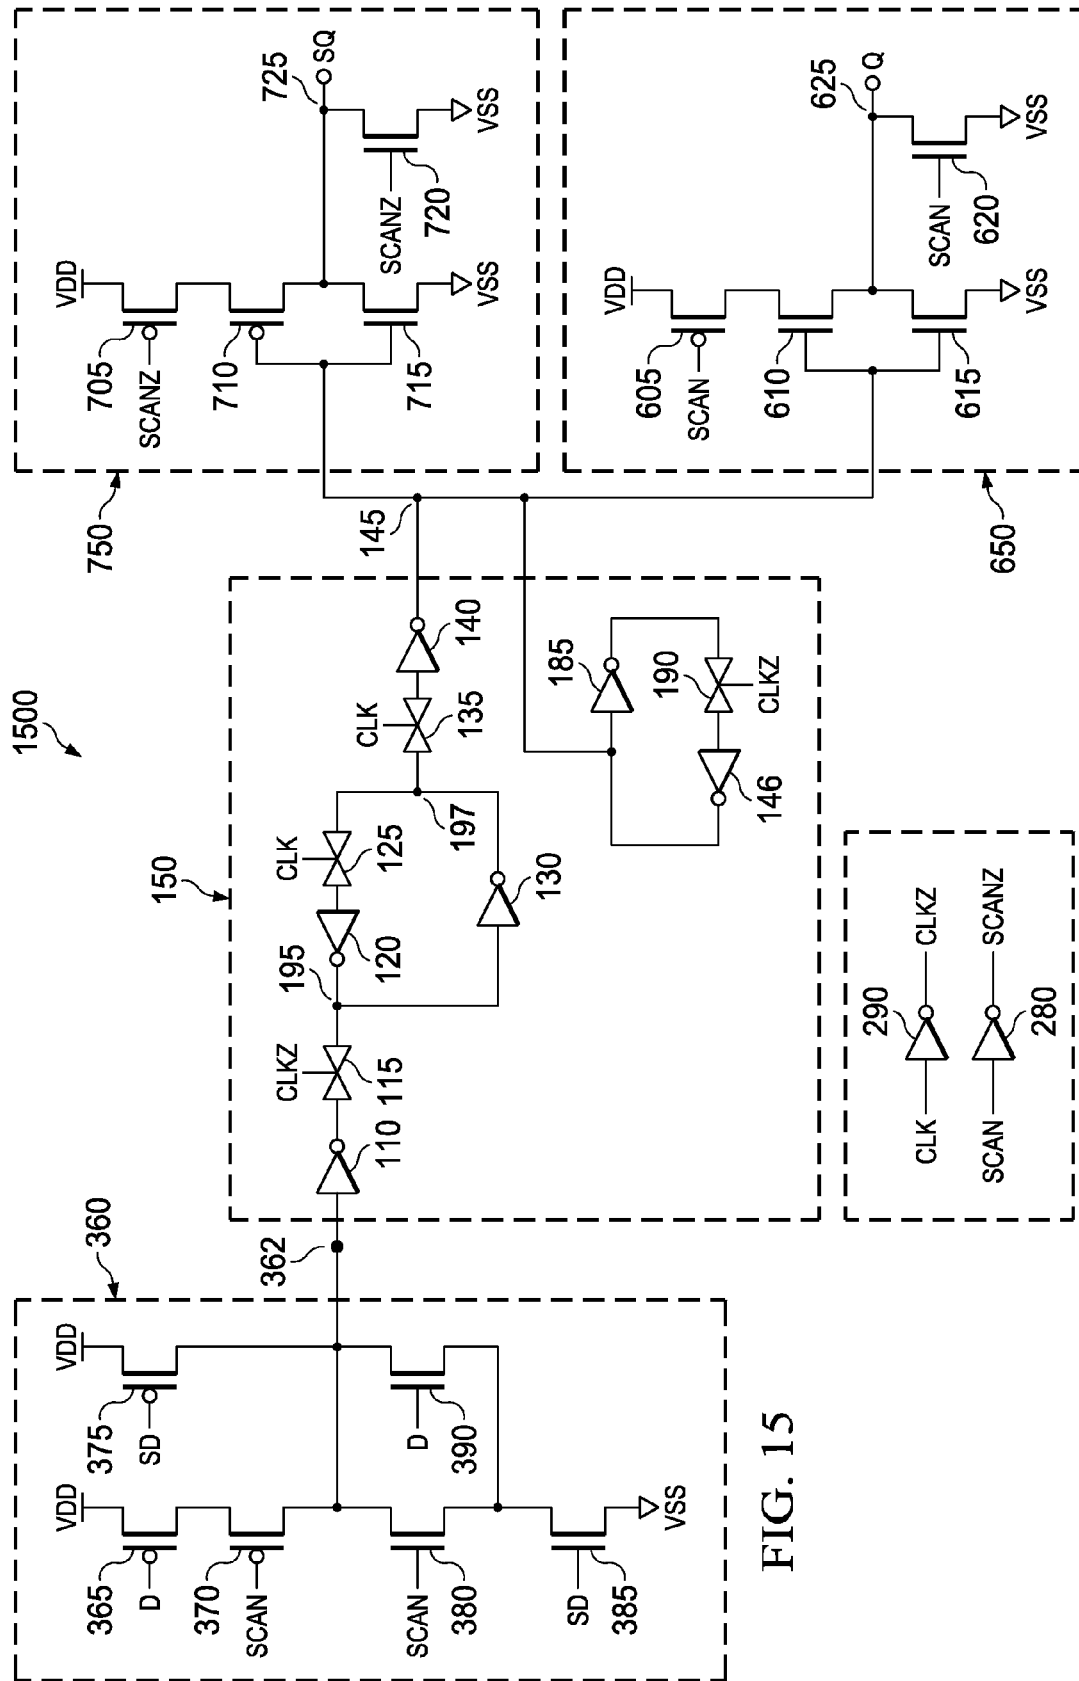 1500
360
VDD
VDD
365
D
375
SD
370
SCAN
SCAN
380
D
390
SD
385
VSS
362
150
110
CLKZ
115
195
120
CLK
125
130
197
CLK
135
140
185
190
CLKZ
146
145
750
VDD
705
SCANZ
710
715
VSS
SCANZ
720
VSS
725
SQ
650
VDD
605
SCAN
610
615
VSS
SCAN
620
VSS
625
Q
CLK
290
CLKZ
SCAN
280
SCANZ
FIG. 15